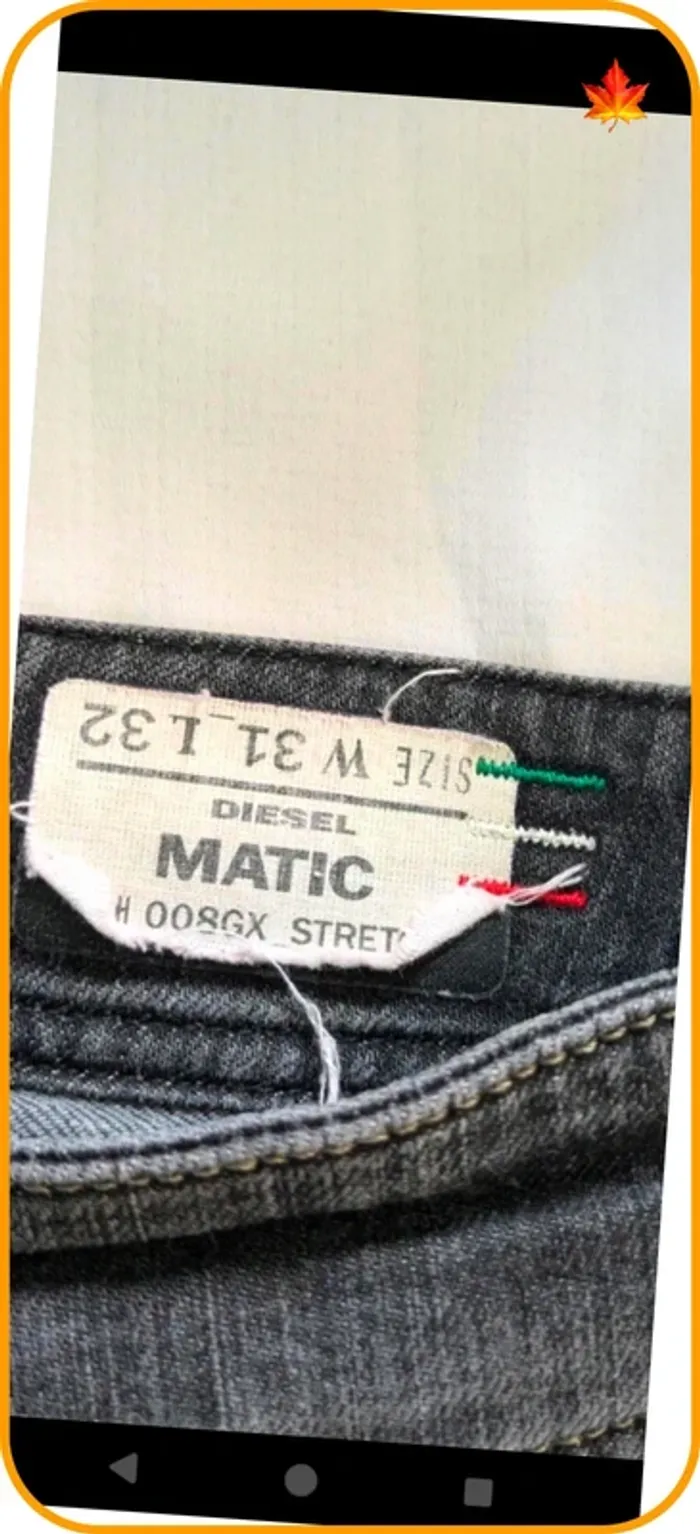 SIZE W 31_L 32
DIESEL
MATIC
H 008GX_STRET